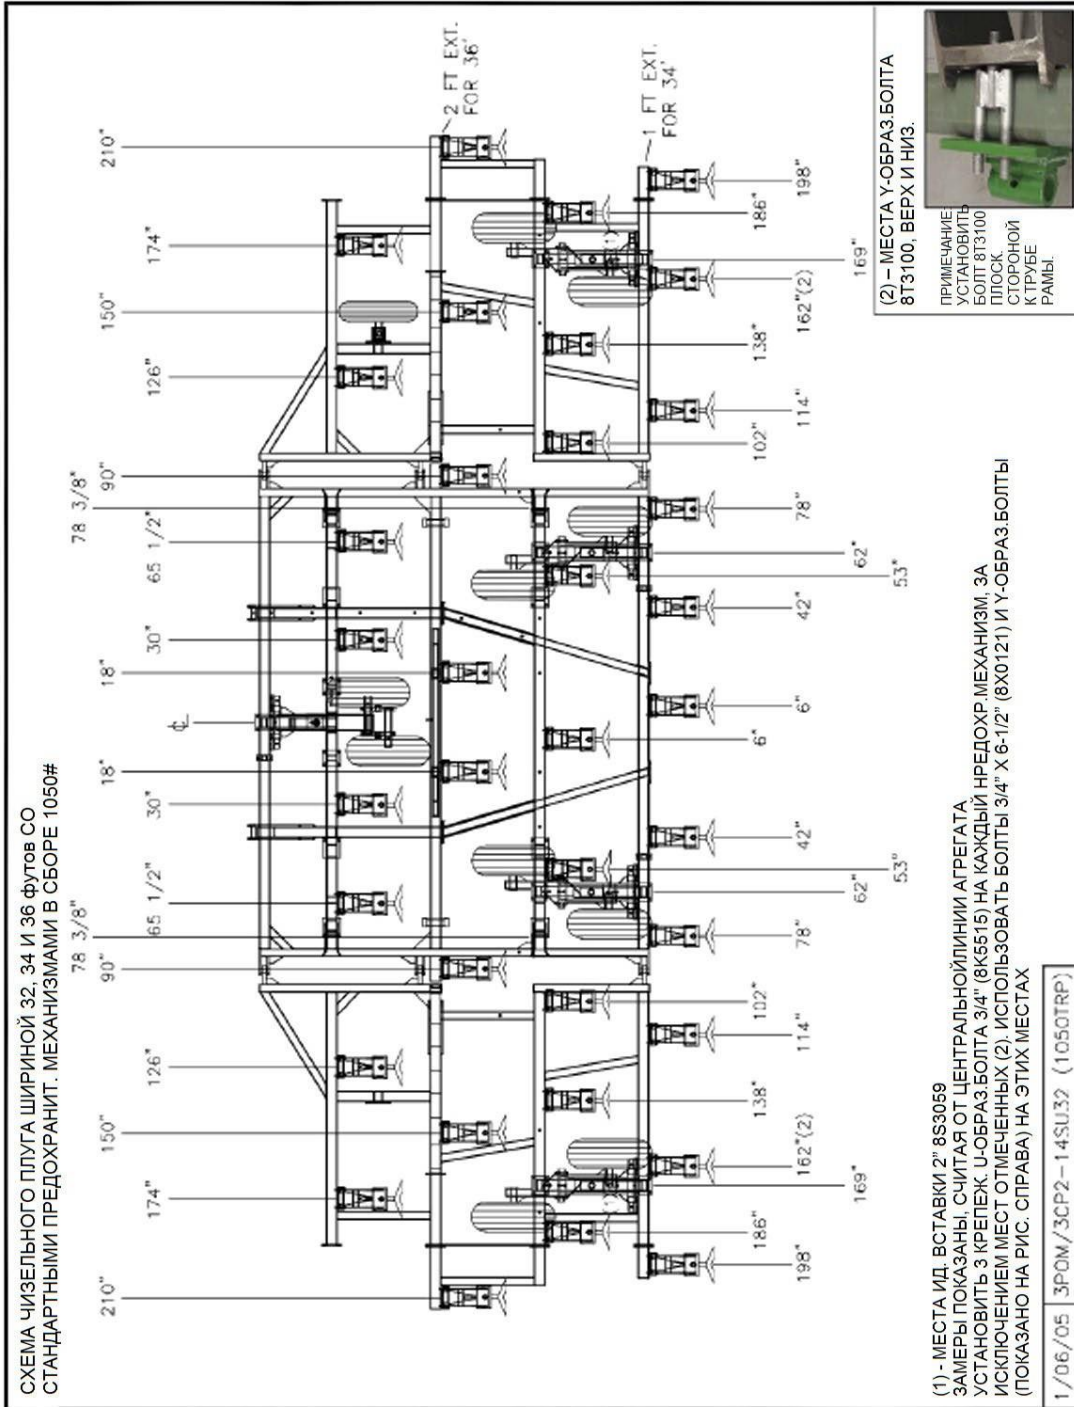 СХЕМА ЧИЗЕЛЬНОГО ПЛУГА ШИРИНОЙ 32, 34 И 36 футов СО
СТАНДАРТНЫМИ ПРЕДОХРАНИТ. МЕХАНИЗМАМИ В СБОРЕ 1050#
78 3/8" 78 3/8"
210" 174" 150" 126" 90" 65 1/2" 30" 18" ℄ 18" 30" 65 1/2" 90" 126" 150" 174" 210"
2 FT EXT.
FOR 36'
1 FT EXT.
FOR 34'
(1) (1)
198" 186" 162"(2) 138" 114" 102" 78" 42" 6" 6" 42" 78" 102" 114" 138" 162"(2) 186" 198"
169" 62" 62" 169"
53" 53"
(1) - МЕСТА ИД. ВСТАВКИ 2" 8S3059
ЗАМЕРЫ ПОКАЗАНЫ, СЧИТАЯ ОТ ЦЕНТРАЛЬНОЙЛИНИИ АГРЕГАТА
УСТАНОВИТЬ 3 КРЕПЕЖ. U-ОБРАЗ.БОЛТА 3/4" (8K5515) НА КАЖДЫЙ НРЕДОХР.МЕХАНИЗМ, ЗА
ИСКЛЮЧЕНИЕМ МЕСТ ОТМЕЧЕННЫХ (2). ИСПОЛЬЗОВАТЬ БОЛТЫ 3/4" X 6-1/2" (8X0121) И Y-ОБРАЗ.БОЛТЫ
(ПОКАЗАНО НА РИС. СПРАВА) НА ЭТИХ МЕСТАХ
(2) – МЕСТА Y-ОБРАЗ.БОЛТА
8T3100, ВЕРХ И НИЗ.
ПРИМЕЧАНИЕ:
УСТАНОВИТЬ
БОЛТ 8T3100
ПЛОСК.
СТОРОНОЙ
К ТРУБЕ
РАМЫ.
1/06/05 3POM/3CP2-14SU32 (1050TRP)